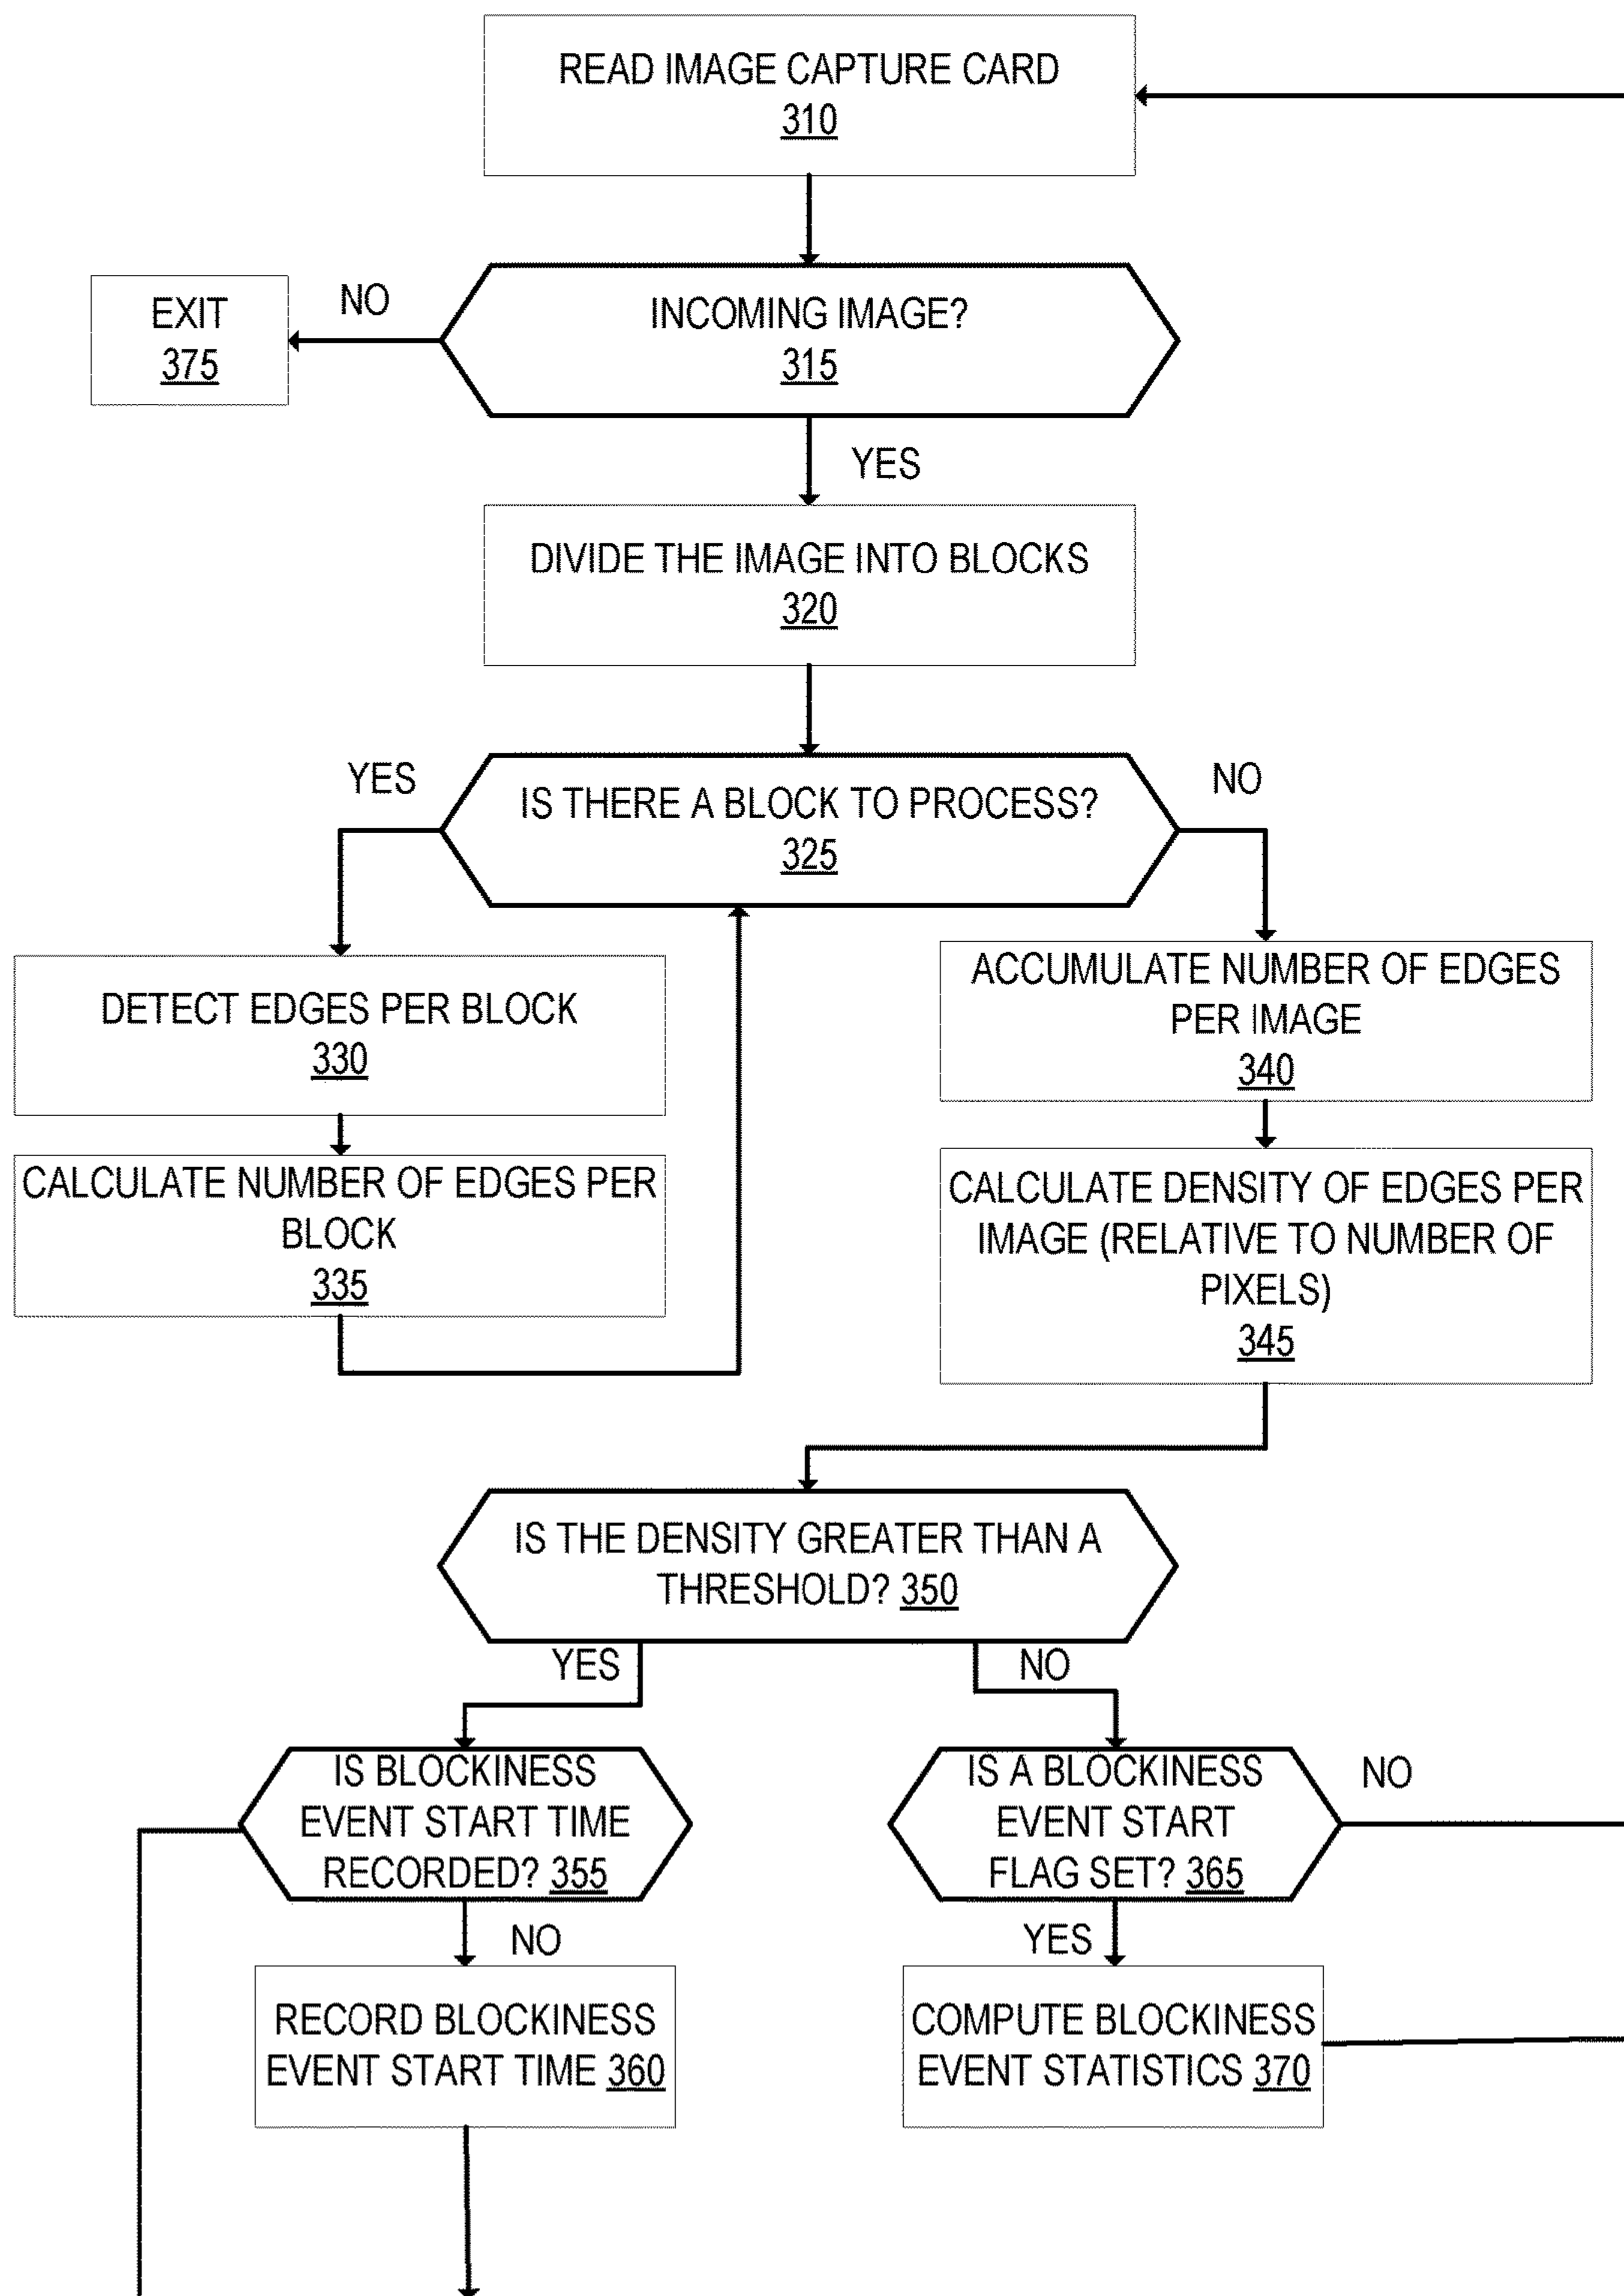 READ IMAGE CAPTURE CARD
310
INCOMING IMAGE?
315
NO
EXIT
375
YES
DIVIDE THE IMAGE INTO BLOCKS
320
IS THERE A BLOCK TO PROCESS?
325
YES
NO
DETECT EDGES PER BLOCK
330
CALCULATE NUMBER OF EDGES PER
BLOCK
335
ACCUMULATE NUMBER OF EDGES
PER IMAGE
340
CALCULATE DENSITY OF EDGES PER
IMAGE (RELATIVE TO NUMBER OF
PIXELS)
345
IS THE DENSITY GREATER THAN A
THRESHOLD? 350
YES
NO
IS BLOCKINESS
EVENT START TIME
RECORDED? 355
NO
RECORD BLOCKINESS
EVENT START TIME 360
IS A BLOCKINESS
EVENT START
FLAG SET? 365
NO
YES
COMPUTE BLOCKINESS
EVENT STATISTICS 370